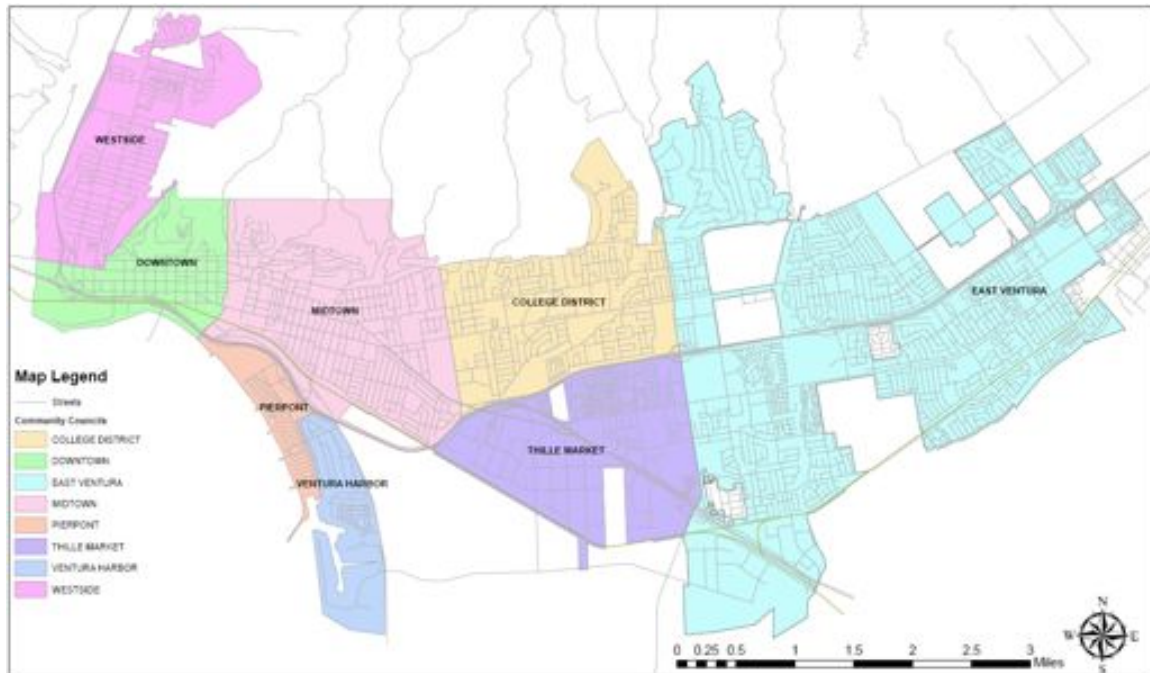 WESTSIDE
DOWNTOWN
MIDTOWN
COLLEGE DISTRICT
EAST VENTURA
PIERPONT
THILLE MARKET
VENTURA HARBOR
Map Legend
Streets
Community Councils
COLLEGE DISTRICT
DOWNTOWN
EAST VENTURA
MIDTOWN
PIERPONT
THILLE MARKET
VENTURA HARBOR
WESTSIDE
N
W E
S
0 0.25 0.5 1 1.5 2 2.5 3
Miles